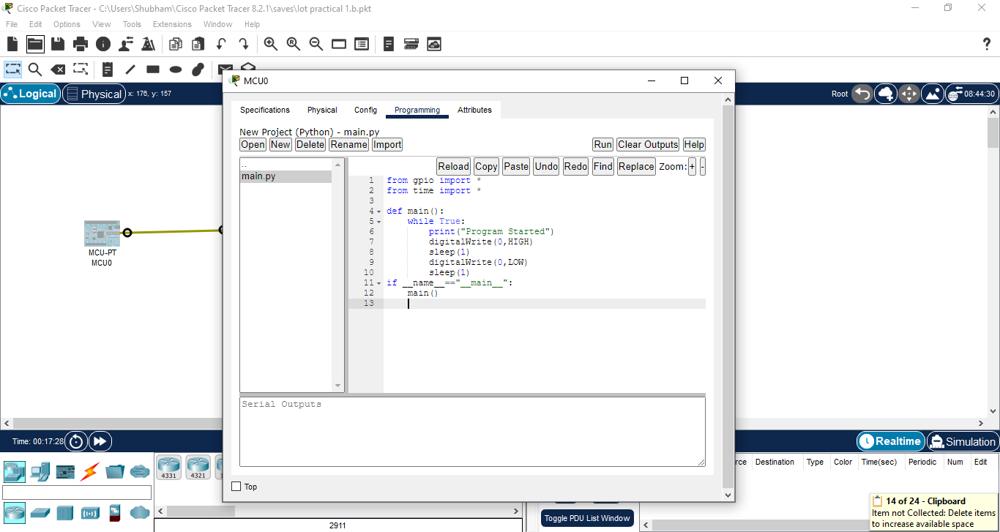 Cisco Packet Tracer - C:\Users\Shubham\Cisco Packet Tracer 8.2.1\saves\Iot practical 1.b.pkt
File Edit Options View Tools Extensions Window Help
Logical Physical x: 176, y: 157
Root 08:44:30
MCU0
Specifications Physical Config Programming Attributes
New Project (Python) - main.py
Open New Delete Rename Import Run Clear Outputs Help
..
main.py
Reload Copy Paste Undo Redo Find Replace Zoom: + -
1 from gpio import *
2 from time import *
3
4 def main():
5 while True:
6 print("Program Started")
7 digitalWrite(0,HIGH)
8 sleep(1)
9 digitalWrite(0,LOW)
10 sleep(1)
11 if __name__=="__main__":
12 main()
13
MCU-PT
MCU0
Serial Outputs
Top
Time: 00:17:28
Realtime Simulation
4331 4321
2911
Destination Type Color Time(sec) Periodic Num Edit
Toggle PDU List Window
14 of 24 - Clipboard
Item not Collected: Delete items
to increase available space